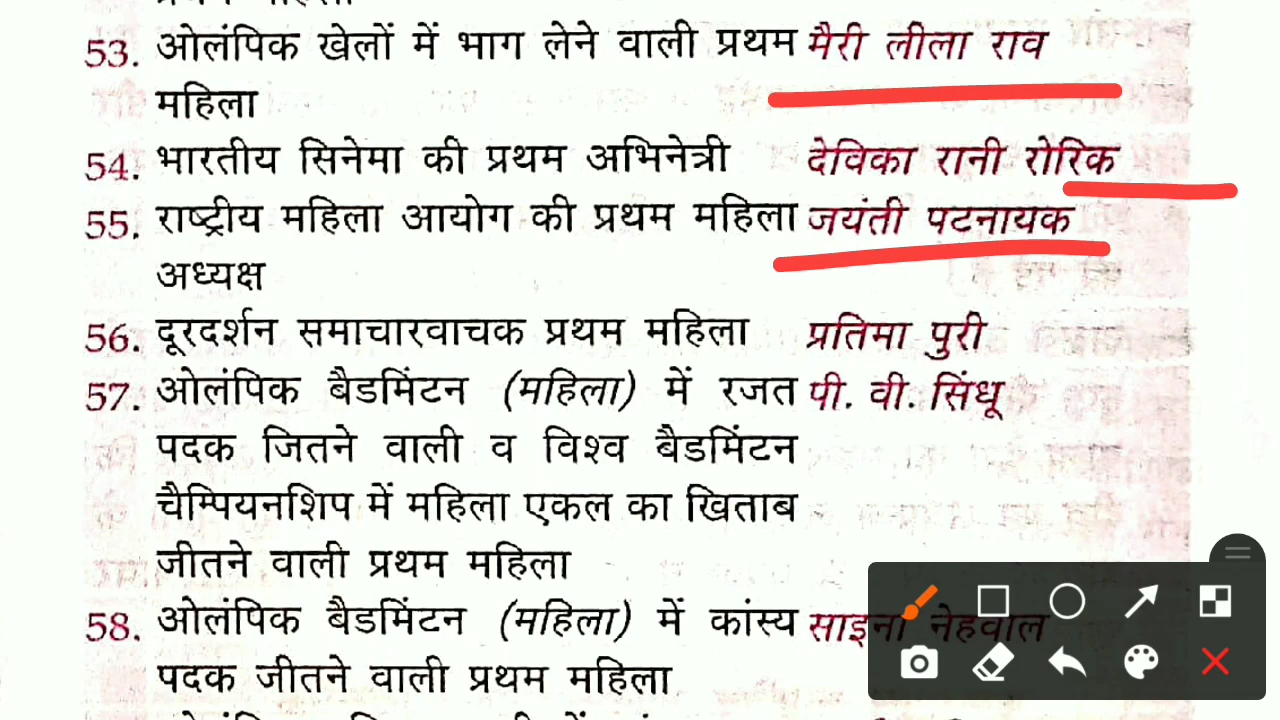 53. ओलंपिक खेलों में भाग लेने वाली प्रथम मैरी लीला राव
महिला
54. भारतीय सिनेमा की प्रथम अभिनेत्री देविका रानी रोरिक
55. राष्ट्रीय महिला आयोग की प्रथम महिला जयंती पटनायक
अध्यक्ष
56. दूरदर्शन समाचारवाचक प्रथम महिला प्रतिमा पुरी
57. ओलंपिक बैडमिंटन (महिला) में रजत पी. वी. सिंधू
पदक जितने वाली व विश्व बैडमिंटन
चैम्पियनशिप में महिला एकल का खिताब
जीतने वाली प्रथम महिला
58. ओलंपिक बैडमिंटन (महिला) में कांस्य साइना नेहवाल
पदक जीतने वाली प्रथम महिला